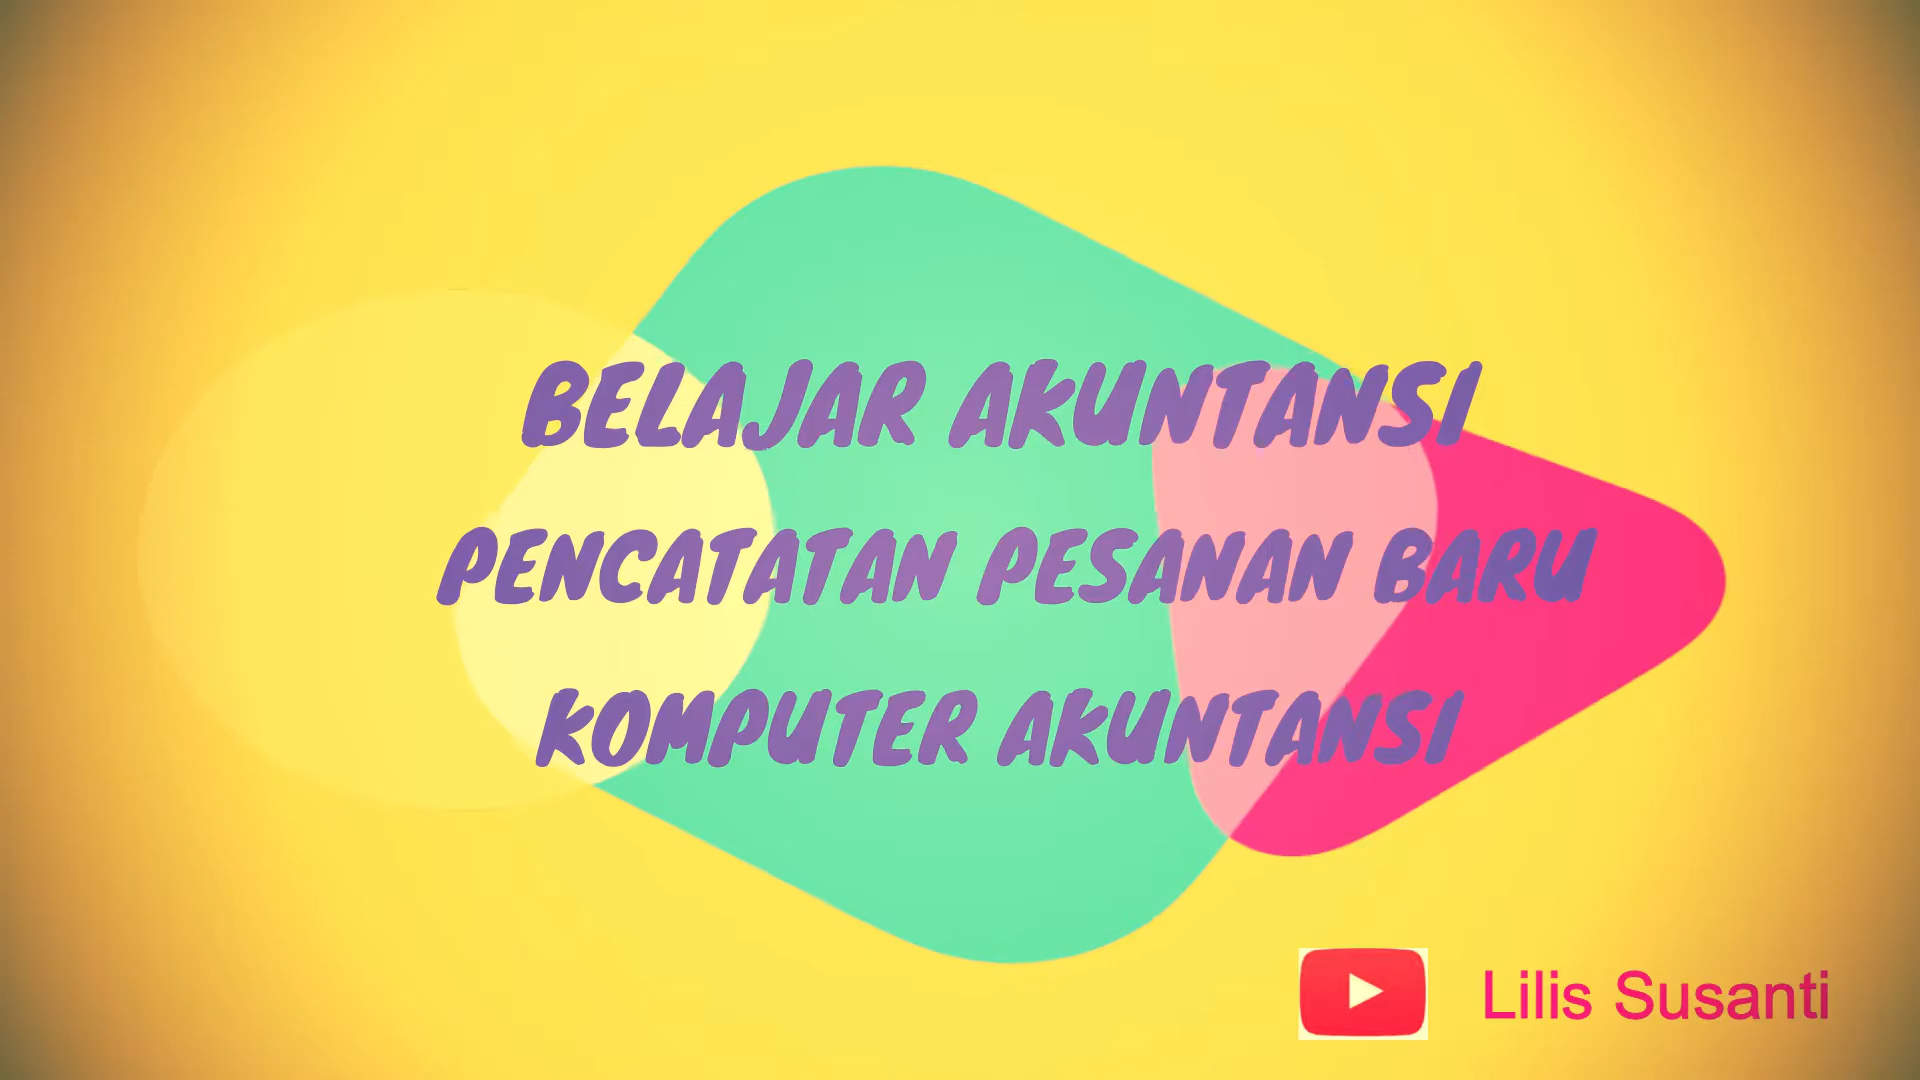 BELAJAR AKUNTANSI
PENCATATAN PESANAN BARU
KOMPUTER AKUNTANSI
Lilis Susanti